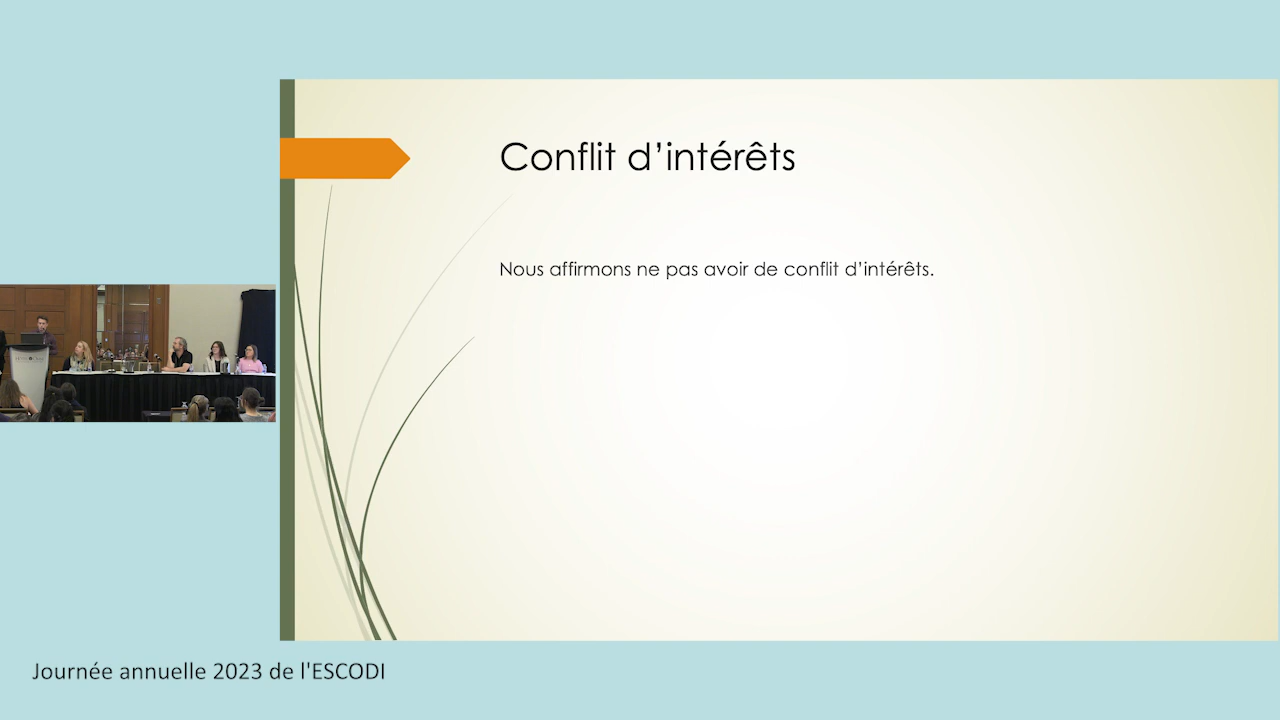 Conflit d’intérêts
Nous affirmons ne pas avoir de conflit d’intérêts.
Journée annuelle 2023 de l'ESCODI